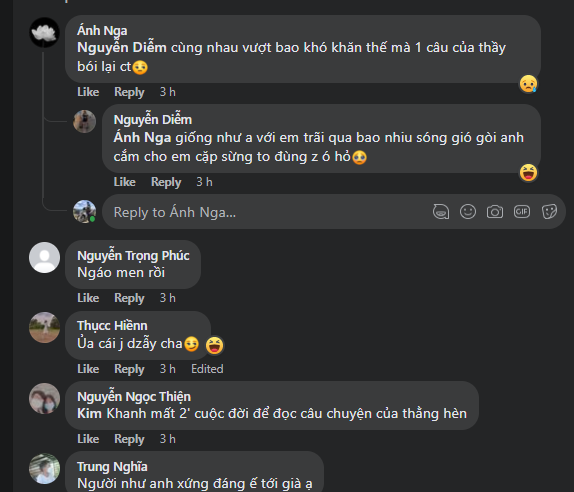 Ánh Nga
Nguyễn Diễm cùng nhau vượt bao khó khăn thế mà 1 câu của thầy
bói lại ct😒
Like Reply 3 h
Nguyễn Diễm
Ánh Nga giống như a với em trãi qua bao nhiu sóng gió gòi anh
cắm cho em cặp sừng to đùng z ó hỏ🥺
Like Reply 3 h
Reply to Ánh Nga...
GIF
Nguyễn Trọng Phúc
Ngáo men rồi
Like Reply 3 h
Thụcc Hiềnn
Ủa cái j dzẫy cha😏
Like Reply 3 h Edited
Nguyễn Ngọc Thiện
Kim Khanh mất 2' cuộc đời để đọc câu chuyện của thằng hèn
Like Reply 3 h
Trung Nghĩa
Người như anh xứng đáng ế tới già ạ